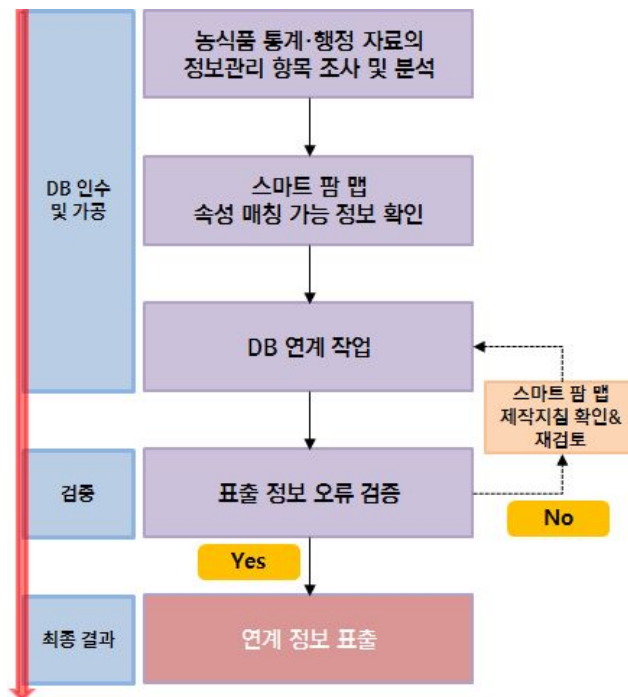 농식품 통계·행정 자료의
정보관리 항목 조사 및 분석
DB 인수
및 가공
스마트 팜 맵
속성 매칭 가능 정보 확인
DB 연계 작업
스마트 팜 맵
제작지침 확인&
재검토
검증
표출 정보 오류 검증
No
Yes
최종 결과
연계 정보 표출